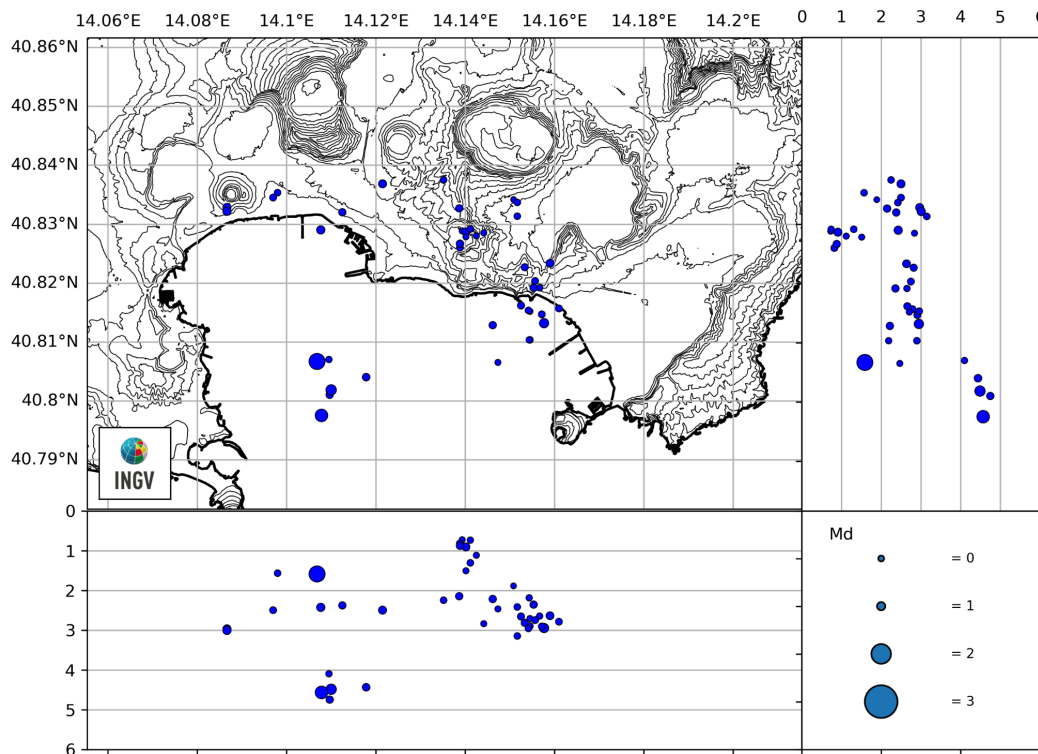 14.06°E 14.08°E 14.1°E 14.12°E 14.14°E 14.16°E 14.18°E 14.2°E 0 1 2 3 4 5 6
40.86°N
40.85°N
40.84°N
40.83°N
40.82°N
40.81°N
40.8°N
40.79°N
INGV
0
1
2
3
4
5
6
Md
= 0
= 1
= 2
= 3